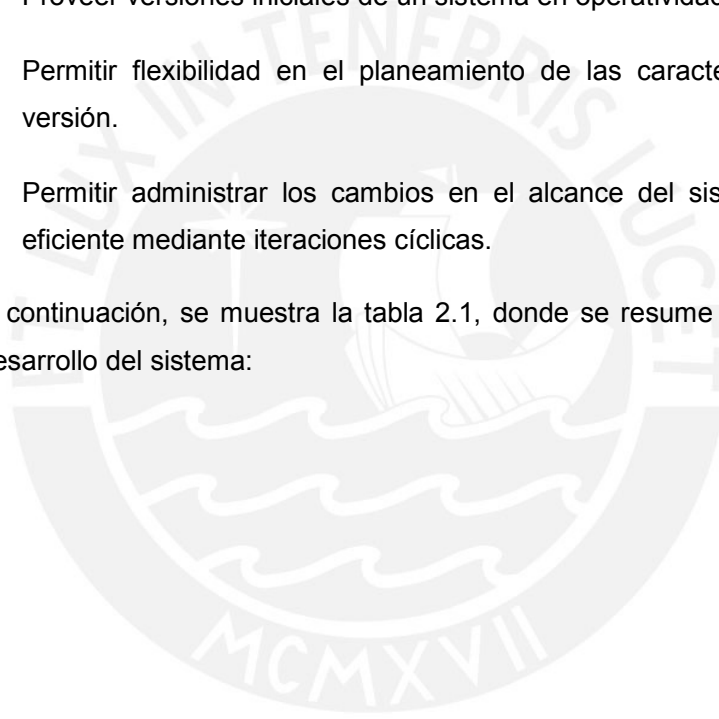 Proveer versiones iniciales de un sistema en operatividad
Permitir flexibilidad en el planeamiento de las caracte
versión.
Permitir administrar los cambios en el alcance del sis
eficiente mediante iteraciones cíclicas.
continuación, se muestra la tabla 2.1, donde se resume
esarrollo del sistema:
ET LUX IN TENEBRIS LUCET
MCMXVII